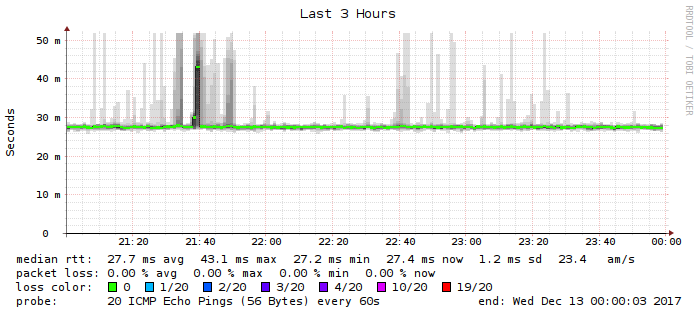 Last 3 Hours
RRDTOOL / TOBI OETIKER
Seconds
50 m
40 m
30 m
20 m
10 m
0
21:20 21:40 22:00 22:20 22:40 23:00 23:20 23:40 00:00
median rtt: 27.7 ms avg 43.1 ms max 27.2 ms min 27.4 ms now 1.2 ms sd 23.4 am/s
packet loss: 0.00 % avg 0.00 % max 0.00 % min 0.00 % now
loss color: 0 1/20 2/20 3/20 4/20 10/20 19/20
probe: 20 ICMP Echo Pings (56 Bytes) every 60s end: Wed Dec 13 00:00:03 2017